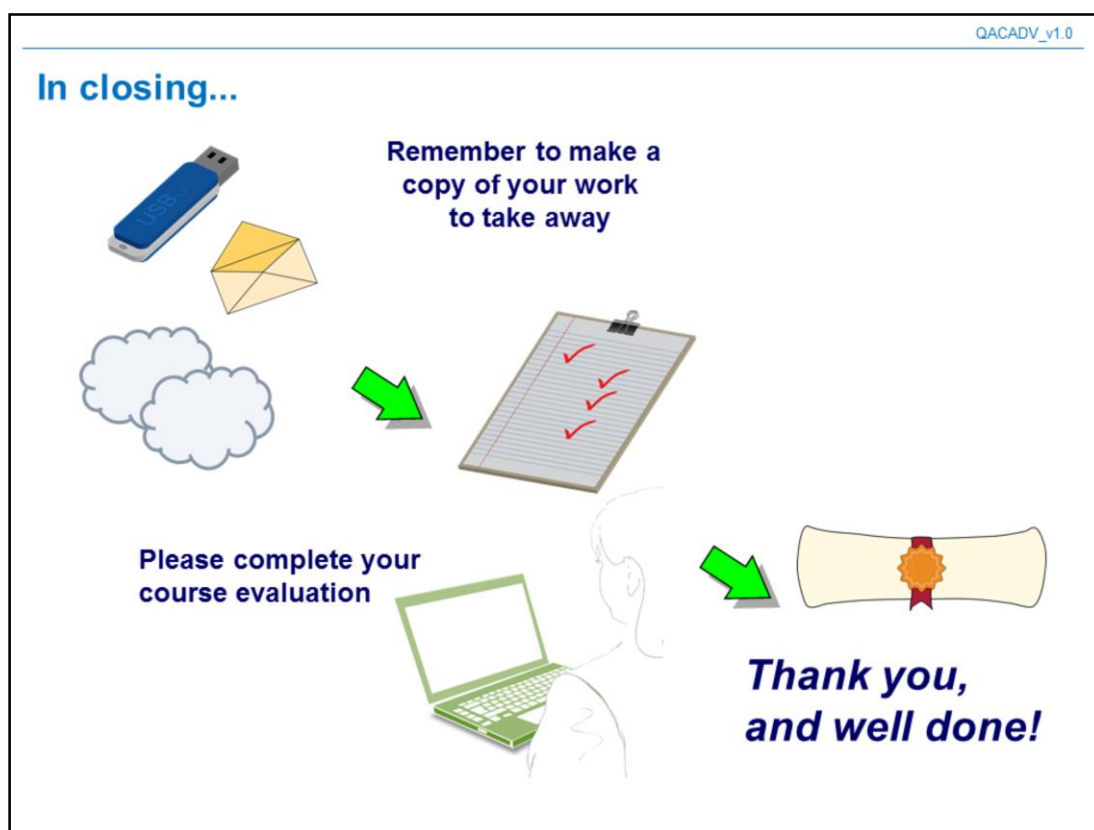 QACADV_v1.0
In closing...
Remember to make a
copy of your work
to take away
USB
Please complete your
course evaluation
Thank you,
and well done!